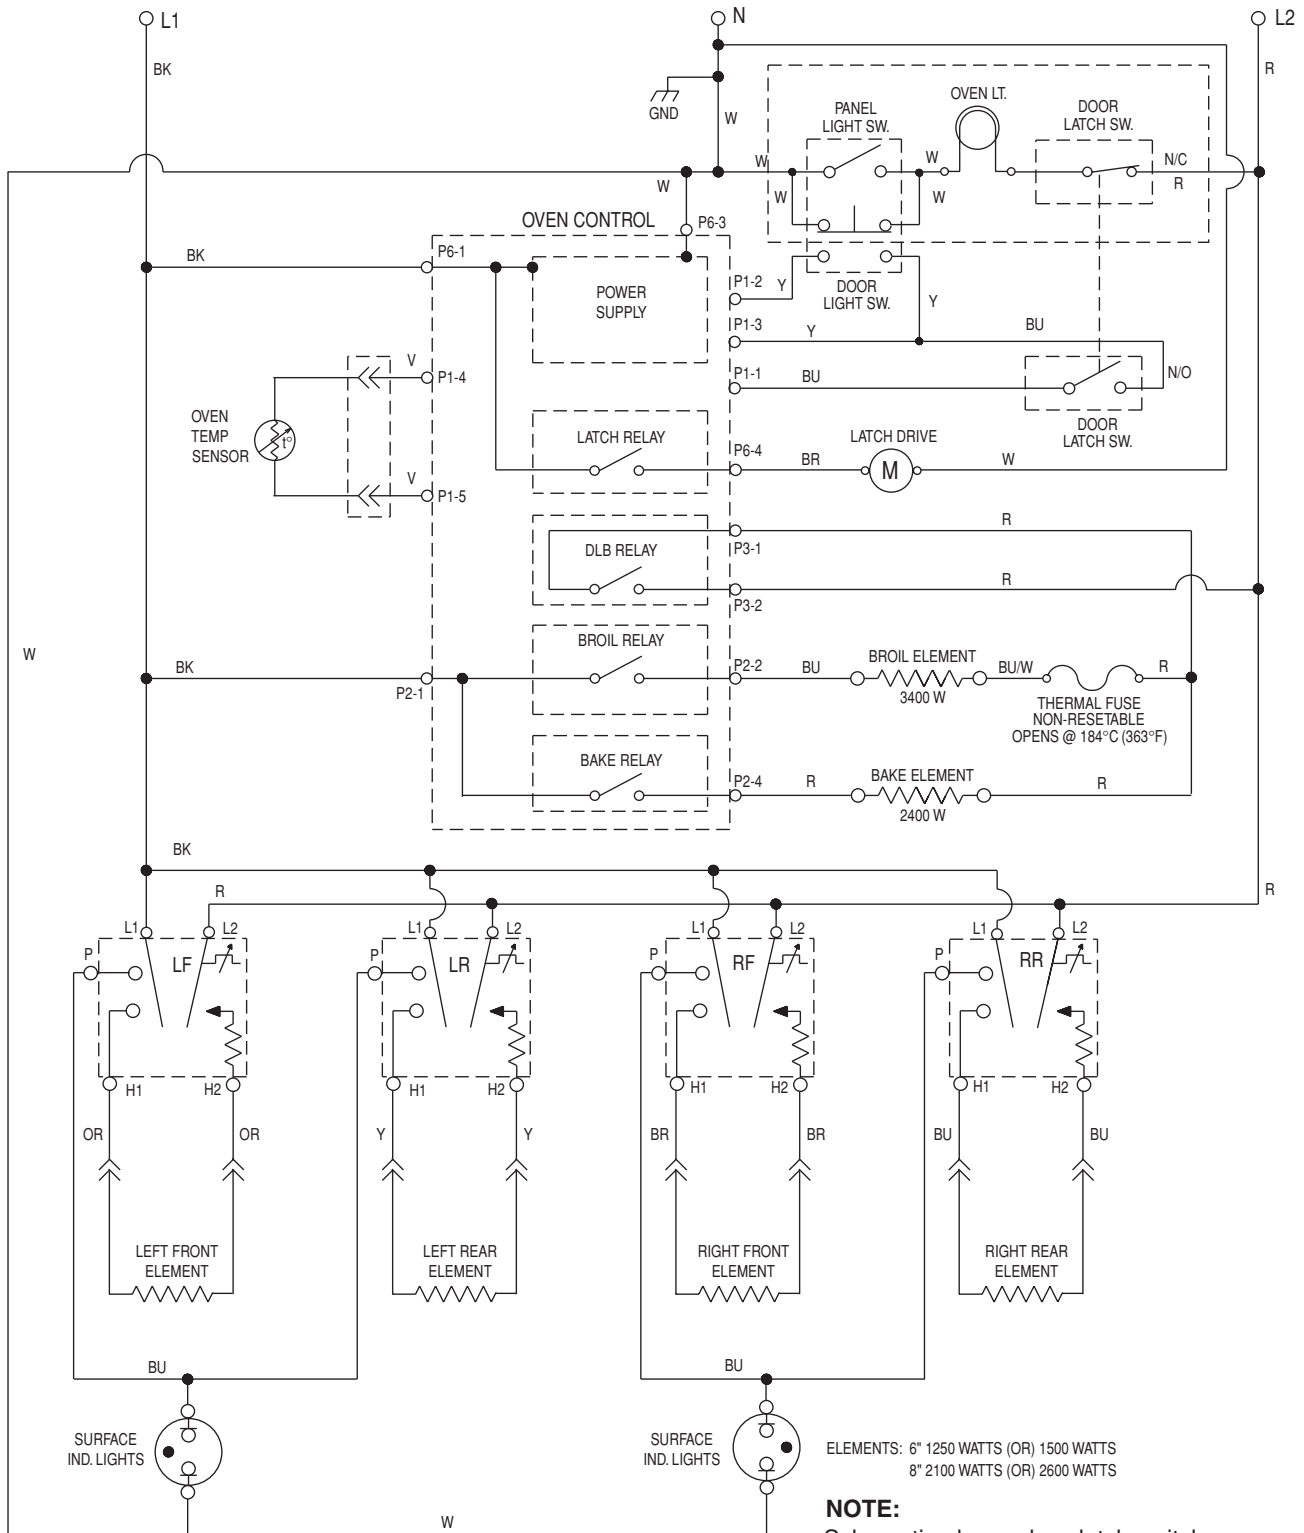 L1
N
L2
BK
R
GND
W
PANEL
LIGHT SW.
OVEN LT.
DOOR
LATCH SW.
W
W
N/C
R
W
W
W
OVEN CONTROL
P6-3
BK
P6-1
POWER
SUPPLY
P1-2
Y
DOOR
LIGHT SW.
Y
P1-3
Y
BU
V
P1-4
P1-1
BU
N/O
OVEN
TEMP
SENSOR
t°
DOOR
LATCH SW.
LATCH RELAY
P6-4
BR
LATCH DRIVE
M
W
V
P1-5
DLB RELAY
P3-1
R
R
P3-2
W
BK
P2-1
BROIL RELAY
P2-2
BU
BROIL ELEMENT
3400 W
BU/W
R
THERMAL FUSE
NON-RESETABLE
OPENS @ 184°C (363°F)
BAKE RELAY
P2-4
R
BAKE ELEMENT
2400 W
R
BK
R
R
L1
L2
L1
L2
L1
L2
L1
L2
P
LF
P
LR
P
RF
P
RR
H1
H2
H1
H2
H1
H2
H1
H2
OR
OR
Y
Y
BR
BR
BU
BU
LEFT FRONT
ELEMENT
LEFT REAR
ELEMENT
RIGHT FRONT
ELEMENT
RIGHT REAR
ELEMENT
BU
BU
SURFACE
IND. LIGHTS
SURFACE
IND. LIGHTS
ELEMENTS: 6" 1250 WATTS (OR) 1500 WATTS
8" 2100 WATTS (OR) 2600 WATTS
W
NOTE: